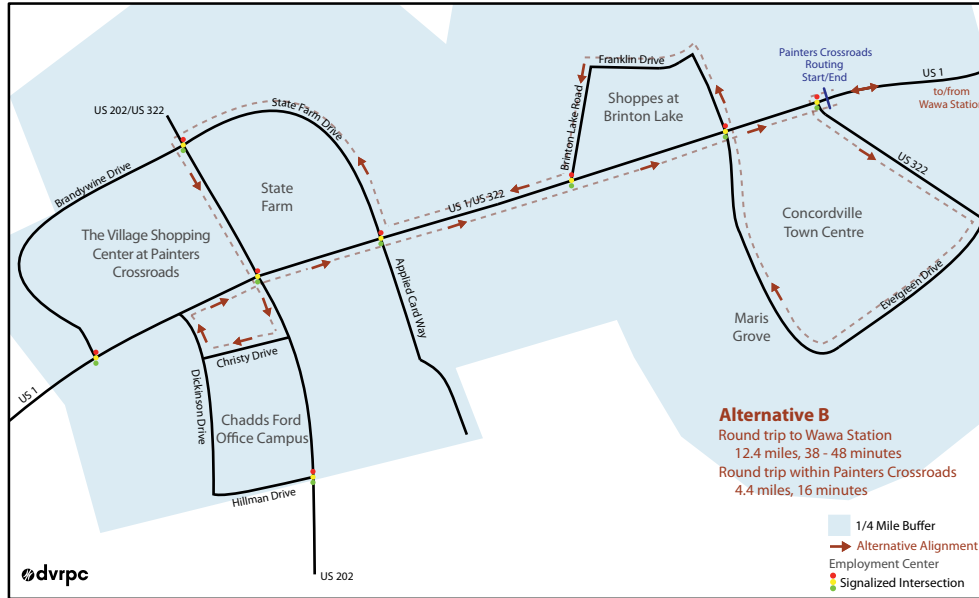 Painters Crossroads
Routing
Start/End
US 1
to/from
Wawa Station
Franklin Drive
Shoppes at
Brinton Lake
Brinton Lake Road
US 202/US 322
State Farm Drive
Brandywine Drive
State
Farm
US 322
The Village Shopping
Center at Painters
Crossroads
US 1/US 322
Concordville
Town Centre
Applied Card Way
Evergreen Drive
Maris
Grove
Christy Drive
US 1
Dickinson Drive
Chadds Ford
Office Campus
Hillman Drive
US 202
Alternative B
Round trip to Wawa Station
12.4 miles, 38 - 48 minutes
Round trip within Painters Crossroads
4.4 miles, 16 minutes
1/4 Mile Buffer
Alternative Alignment
Employment Center
Signalized Intersection
dvrpc